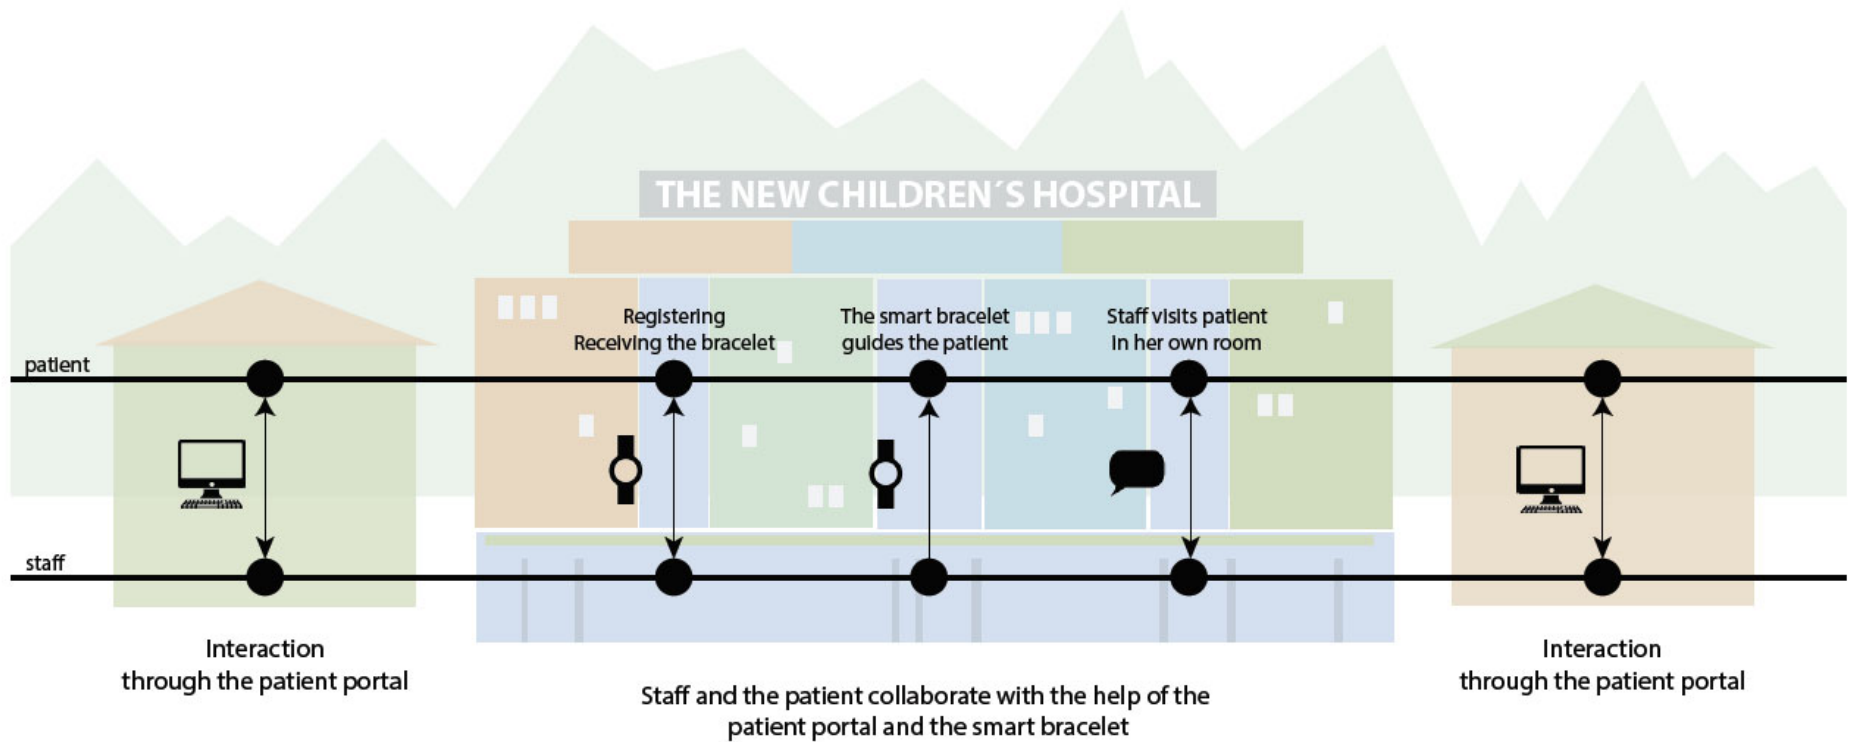 THE NEW CHILDREN´S HOSPITAL
Registering
Receiving the bracelet
The smart bracelet
guides the patient
Staff visits patient
In her own room
patient
staff
Interaction
through the patient portal
Staff and the patient collaborate with the help of the
patient portal and the smart bracelet
Interaction
through the patient portal